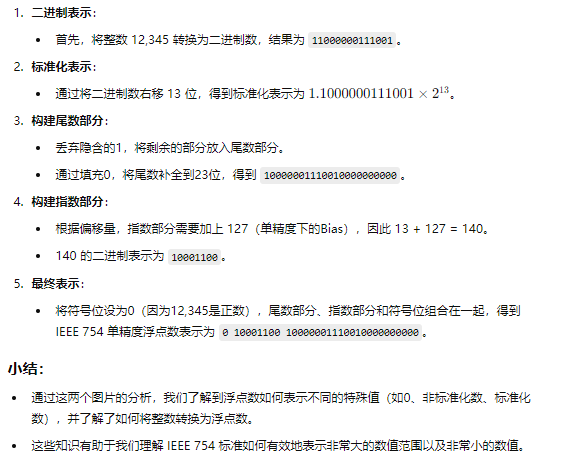 1. 二进制表示：
• 首先，将整数 12,345 转换为二进制数，结果为 11000000111001。
2. 标准化表示：
• 通过将二进制数右移 13 位，得到标准化表示为 1.1000000111001 × 2^13。
3. 构建尾数部分：
• 丢弃隐含的1，将剩余的部分放入尾数部分。
• 通过填充0，将尾数补全到23位，得到 10000001110010000000000。
4. 构建指数部分：
• 根据偏移量，指数部分需要加上 127（单精度下的Bias），因此 13 + 127 = 140。
• 140 的二进制表示为 10001100。
5. 最终表示：
• 将符号位设为0（因为12,345是正数），尾数部分、指数部分和符号位组合在一起，得到
IEEE 754 单精度浮点数表示为 0 10001100 10000001110010000000000。
小结：
• 通过这两个图片的分析，我们了解到浮点数如何表示不同的特殊值（如0、非标准化数、标准化
数），并了解了如何将整数转换为浮点数。
• 这些知识有助于我们理解 IEEE 754 标准如何有效地表示非常大的数值范围以及非常小的数值。